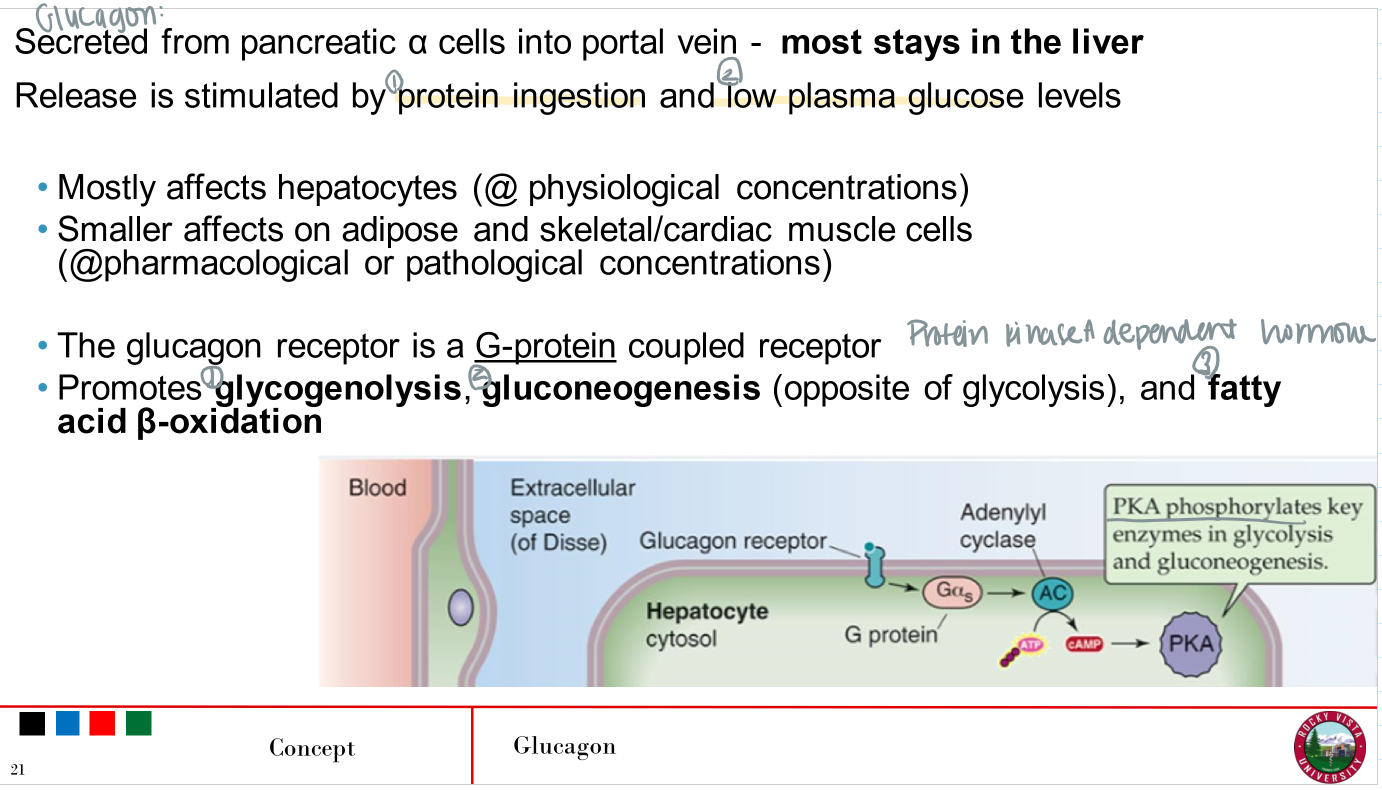 Glucagon:
Secreted from pancreatic α cells into portal vein - most stays in the liver
① ②
Release is stimulated by protein ingestion and low plasma glucose levels
• Mostly affects hepatocytes (@ physiological concentrations)
• Smaller affects on adipose and skeletal/cardiac muscle cells
(@pharmacological or pathological concentrations)
• The glucagon receptor is a G-protein coupled receptor Protein kinase A dependent hormone
① ② ③
• Promotes glycogenolysis, gluconeogenesis (opposite of glycolysis), and fatty
acid β-oxidation
Blood
Extracellular
space
(of Disse)
Glucagon receptor
Adenylyl
cyclase
PKA phosphorylates key
enzymes in glycolysis
and gluconeogenesis.
Hepatocyte
cytosol
Gαs
G protein
AC
ATP
cAMP
PKA
Concept
Glucagon
21
ROCKY VISTA
UNIVERSITY